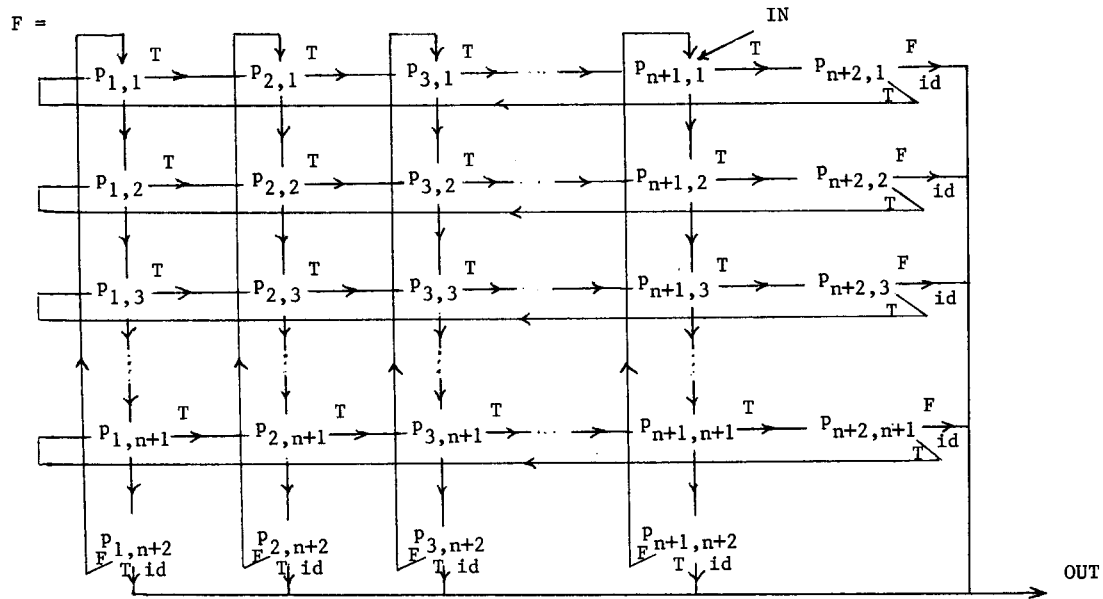 F =
IN
T T T T F
p1,1 p2,1 p3,1 ... pn+1,1 pn+2,1
T id
T T T T F
p1,2 p2,2 p3,2 ... pn+1,2 pn+2,2
T id
T T T T F
p1,3 p2,3 p3,3 ... pn+1,3 pn+2,3
T id
T T T T F
p1,n+1 p2,n+1 p3,n+1 ... pn+1,n+1 pn+2,n+1
T id
p1,n+2 p2,n+2 p3,n+2 pn+1,n+2
F T id F T id F T id F T id
OUT